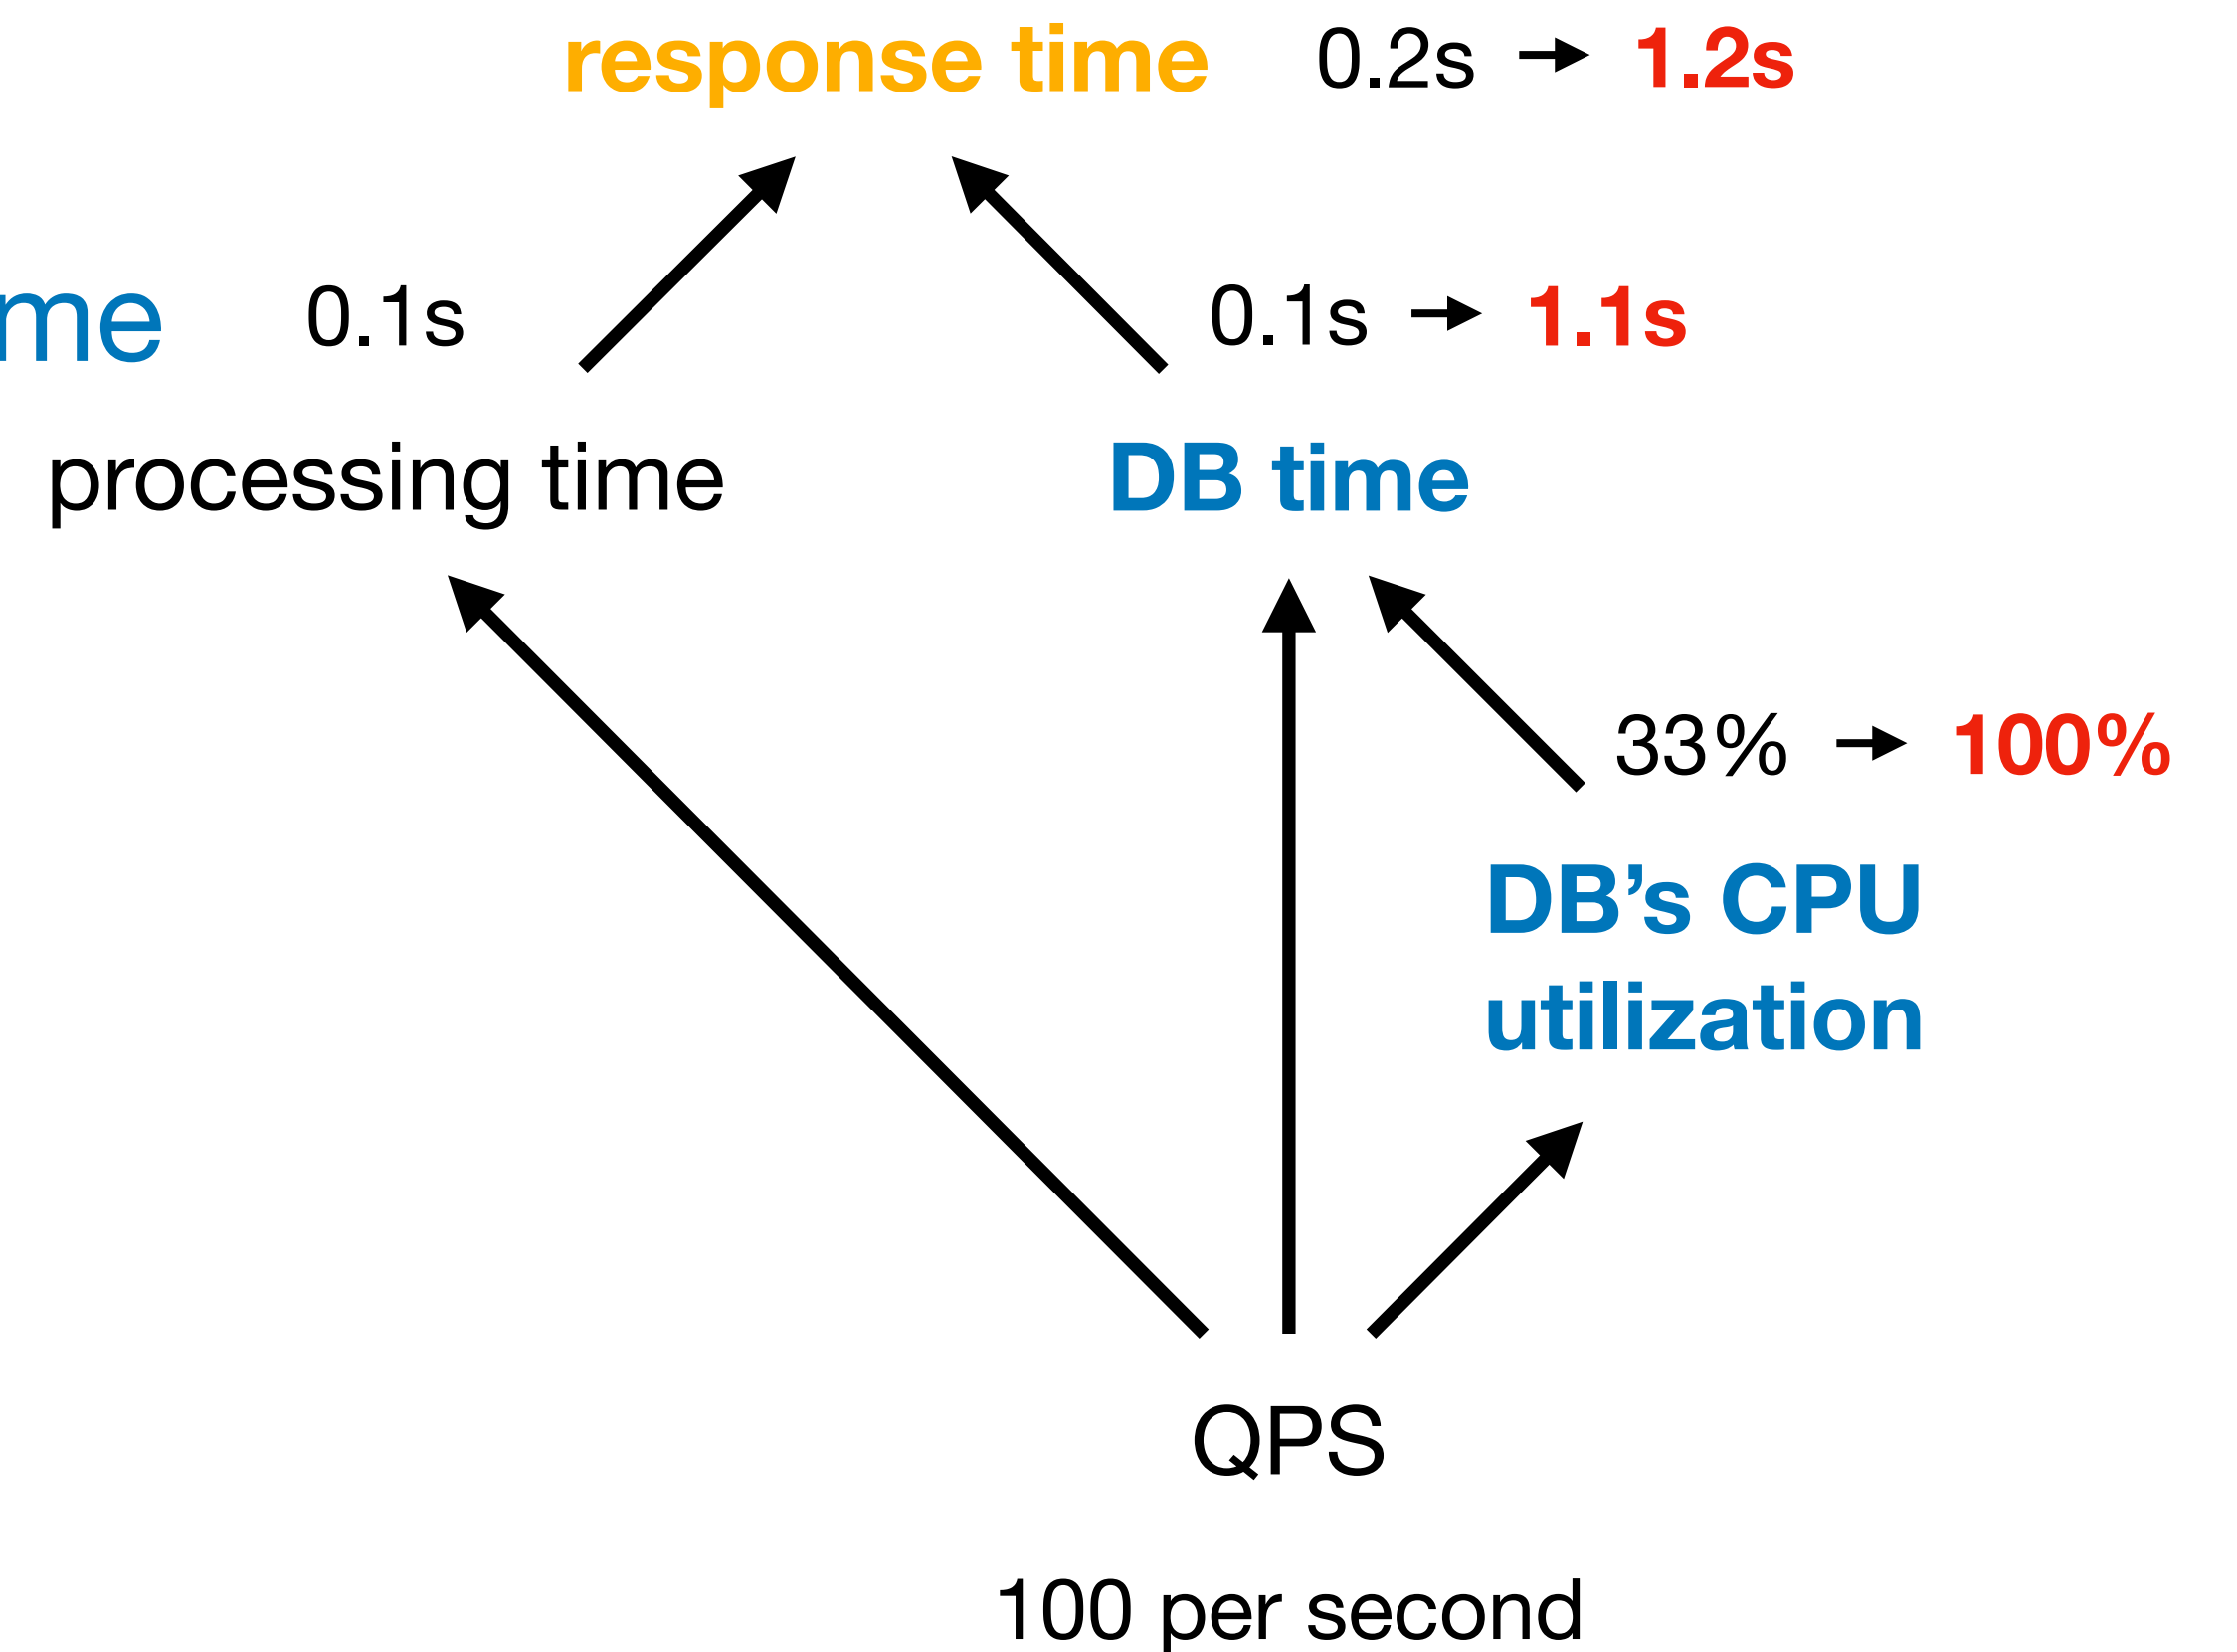 response time 0.2s → 1.2s
me 0.1s 0.1s → 1.1s
processing time DB time
33% → 100%
DB’s CPU
utilization
QPS
100 per second